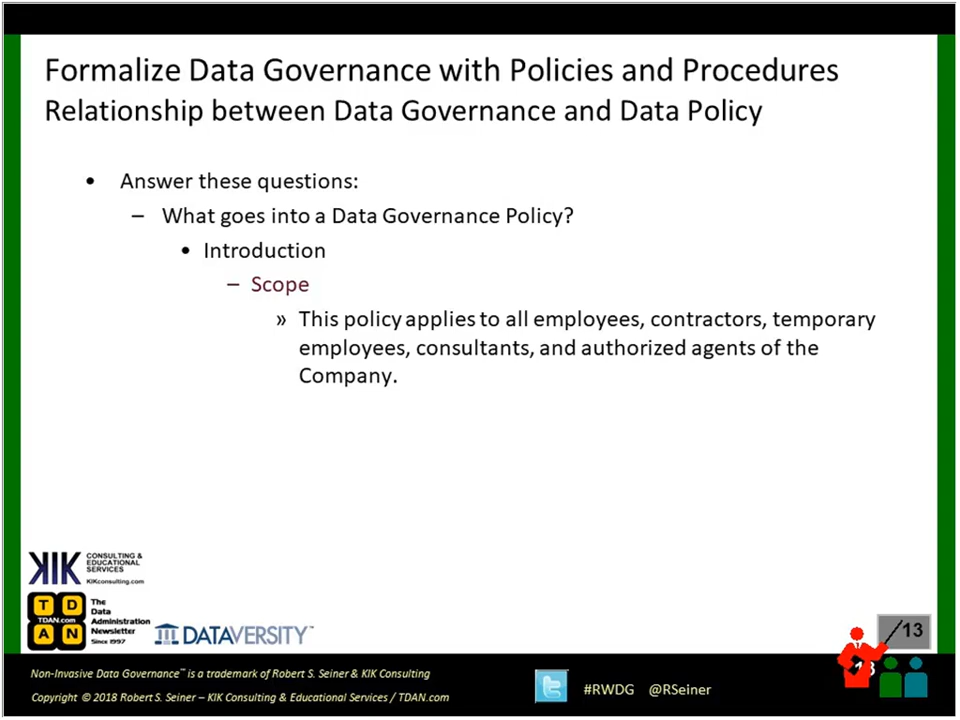 Formalize Data Governance with Policies and Procedures
Relationship between Data Governance and Data Policy
• Answer these questions:
– What goes into a Data Governance Policy?
• Introduction
– Scope
» This policy applies to all employees, contractors, temporary
employees, consultants, and authorized agents of the
Company.
KIK CONSULTING &
EDUCATIONAL
SERVICES
KIKconsulting.com
T D
TDAN.com
A N
The
Data
Administration
Newsletter
Since 1997
DATAVERSITY™
/13
13
Non-Invasive Data Governance™ is a trademark of Robert S. Seiner & KIK Consulting
Copyright © 2018 Robert S. Seiner – KIK Consulting & Educational Services / TDAN.com
#RWDG @RSeiner